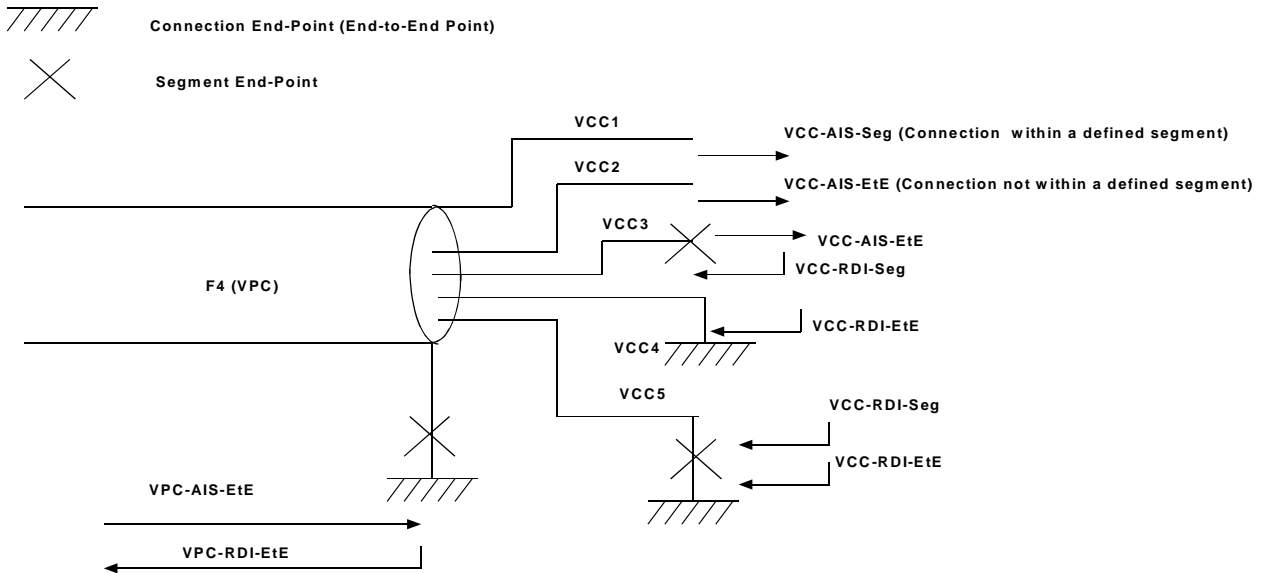 Connection End-Point (End-to-End Point)
Segment End-Point
VCC1
VCC-AIS-Seg (Connection within a defined segment)
VCC2
VCC-AIS-EtE (Connection not within a defined segment)
VCC3
VCC-AIS-EtE
VCC-RDI-Seg
F4 (VPC)
VCC-RDI-EtE
VCC4
VCC5
VCC-RDI-Seg
VCC-RDI-EtE
VPC-AIS-EtE
VPC-RDI-EtE